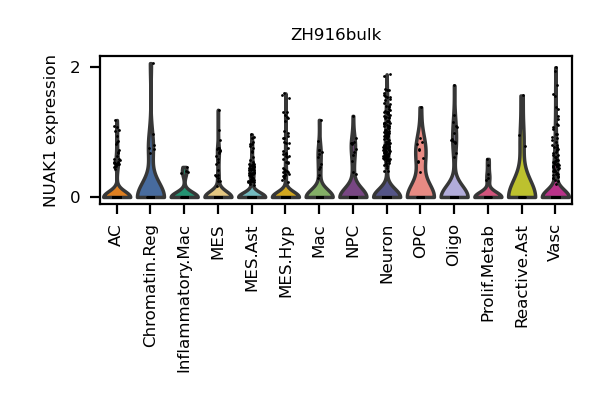 ZH916bulk
NUAK1 expression
2
0
AC
Chromatin.Reg
Inflammatory.Mac
MES
MES.Ast
MES.Hyp
Mac
NPC
Neuron
OPC
Oligo
Prolif.Metab
Reactive.Ast
Vasc